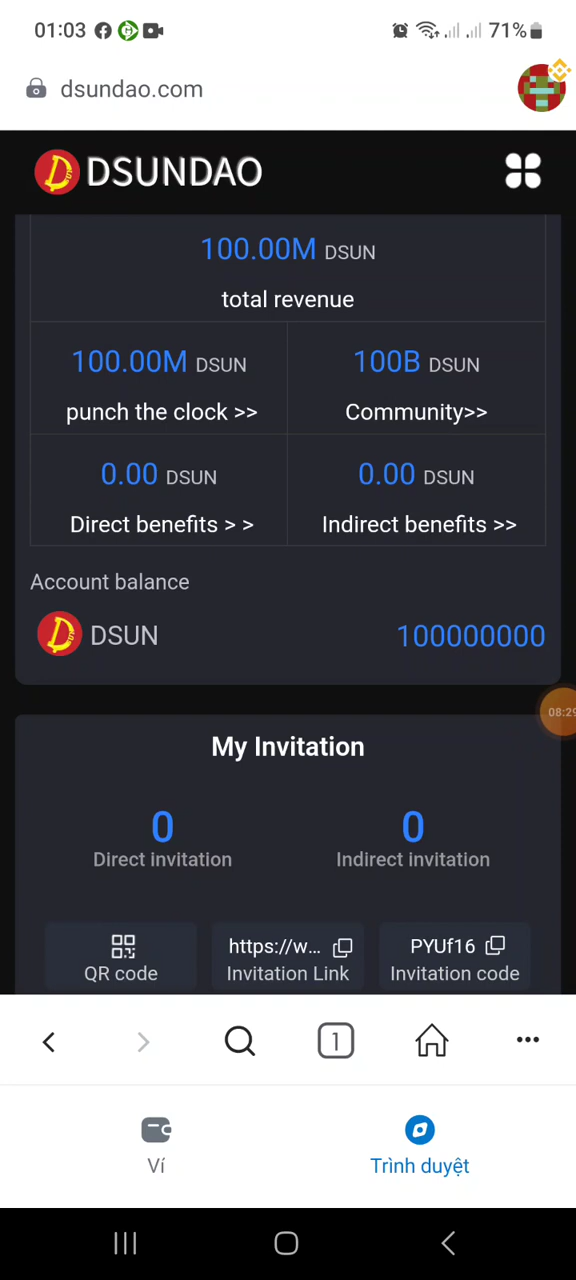 01:03 71%
dsundao.com
DSUNDAO
100.00M DSUN
total revenue
100.00M DSUN 100B DSUN
punch the clock >> Community>>
0.00 DSUN 0.00 DSUN
Direct benefits > > Indirect benefits >>
Account balance
DSUN 100000000
08:29
My Invitation
0 0
Direct invitation Indirect invitation
https://w... PYUf16
QR code Invitation Link Invitation code
1
Ví Trình duyệt